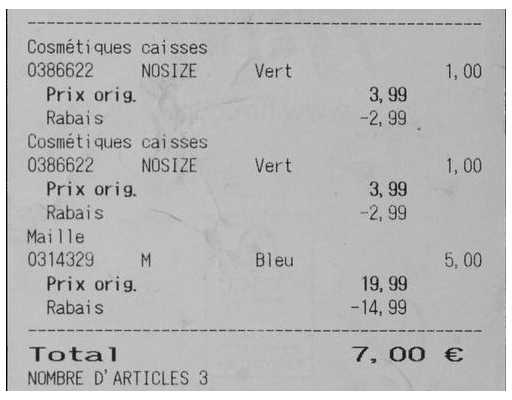 Cosmétiques caisses
0386622 NOSIZE Vert 1,00
Prix orig. 3,99
Rabais -2,99
Cosmétiques caisses
0386622 NOSIZE Vert 1,00
Prix orig. 3,99
Rabais -2,99
Maille
0314329 M Bleu 5,00
Prix orig. 19,99
Rabais -14,99
Total 7,00 €
NOMBRE D'ARTICLES 3